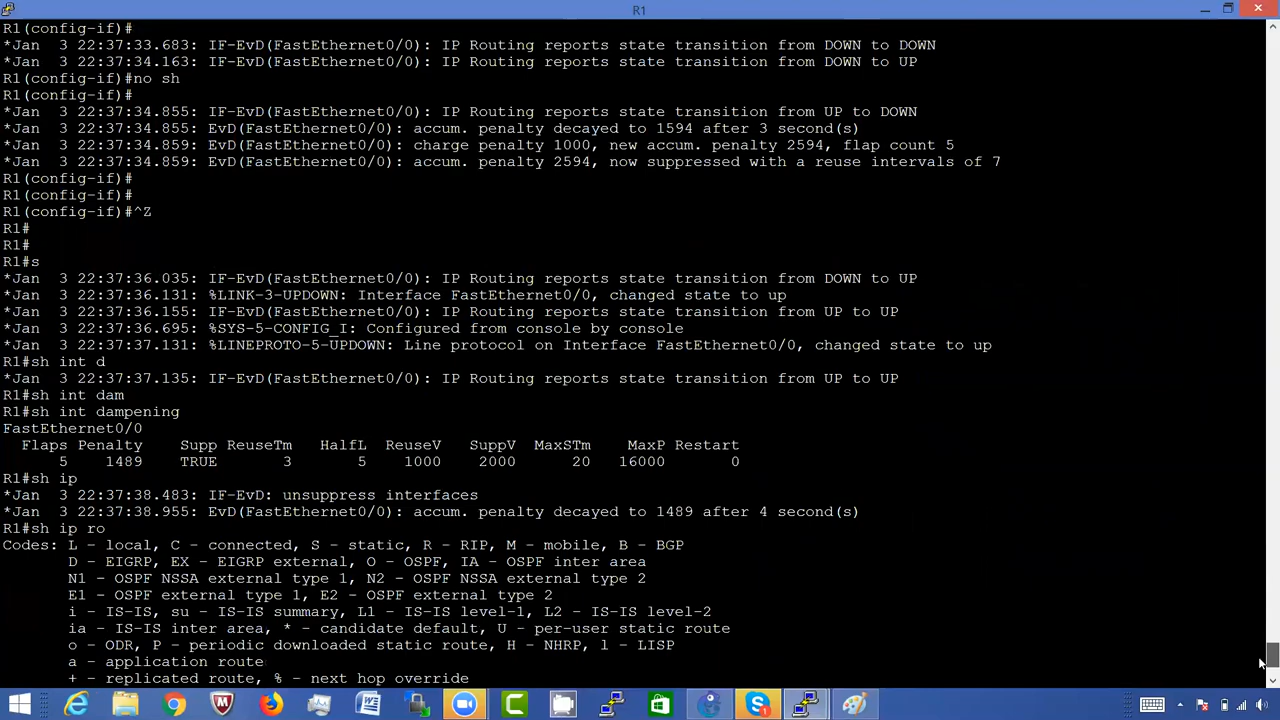 R1
R1(config-if)#
*Jan  3 22:37:33.683: IF-EvD(FastEthernet0/0): IP Routing reports state transition from DOWN to DOWN
*Jan  3 22:37:34.163: IF-EvD(FastEthernet0/0): IP Routing reports state transition from DOWN to UP
R1(config-if)#no sh
R1(config-if)#
*Jan  3 22:37:34.855: IF-EvD(FastEthernet0/0): IP Routing reports state transition from UP to DOWN
*Jan  3 22:37:34.855: EvD(FastEthernet0/0): accum. penalty decayed to 1594 after 3 second(s)
*Jan  3 22:37:34.859: EvD(FastEthernet0/0): charge penalty 1000, new accum. penalty 2594, flap count 5
*Jan  3 22:37:34.859: EvD(FastEthernet0/0): accum. penalty 2594, now suppressed with a reuse intervals of 7
R1(config-if)#
R1(config-if)#
R1(config-if)#^Z
R1#
R1#
R1#s
*Jan  3 22:37:36.035: IF-EvD(FastEthernet0/0): IP Routing reports state transition from DOWN to UP
*Jan  3 22:37:36.131: %LINK-3-UPDOWN: Interface FastEthernet0/0, changed state to up
*Jan  3 22:37:36.155: IF-EvD(FastEthernet0/0): IP Routing reports state transition from UP to UP
*Jan  3 22:37:36.695: %SYS-5-CONFIG_I: Configured from console by console
*Jan  3 22:37:37.131: %LINEPROTO-5-UPDOWN: Line protocol on Interface FastEthernet0/0, changed state to up
R1#sh int d
*Jan  3 22:37:37.135: IF-EvD(FastEthernet0/0): IP Routing reports state transition from UP to UP
R1#sh int dam
R1#sh int dampening
FastEthernet0/0
  Flaps Penalty    Supp ReuseTm   HalfL  ReuseV   SuppV  MaxSTm    MaxP Restart
      5    1489    TRUE       3       5    1000    2000      20   16000       0
R1#sh ip
*Jan  3 22:37:38.483: IF-EvD: unsuppress interfaces
*Jan  3 22:37:38.955: EvD(FastEthernet0/0): accum. penalty decayed to 1489 after 4 second(s)
R1#sh ip ro
Codes: L - local, C - connected, S - static, R - RIP, M - mobile, B - BGP
       D - EIGRP, EX - EIGRP external, O - OSPF, IA - OSPF inter area
       N1 - OSPF NSSA external type 1, N2 - OSPF NSSA external type 2
       E1 - OSPF external type 1, E2 - OSPF external type 2
       i - IS-IS, su - IS-IS summary, L1 - IS-IS level-1, L2 - IS-IS level-2
       ia - IS-IS inter area, * - candidate default, U - per-user static route
       o - ODR, P - periodic downloaded static route, H - NHRP, l - LISP
       a - application route
       + - replicated route, % - next hop override